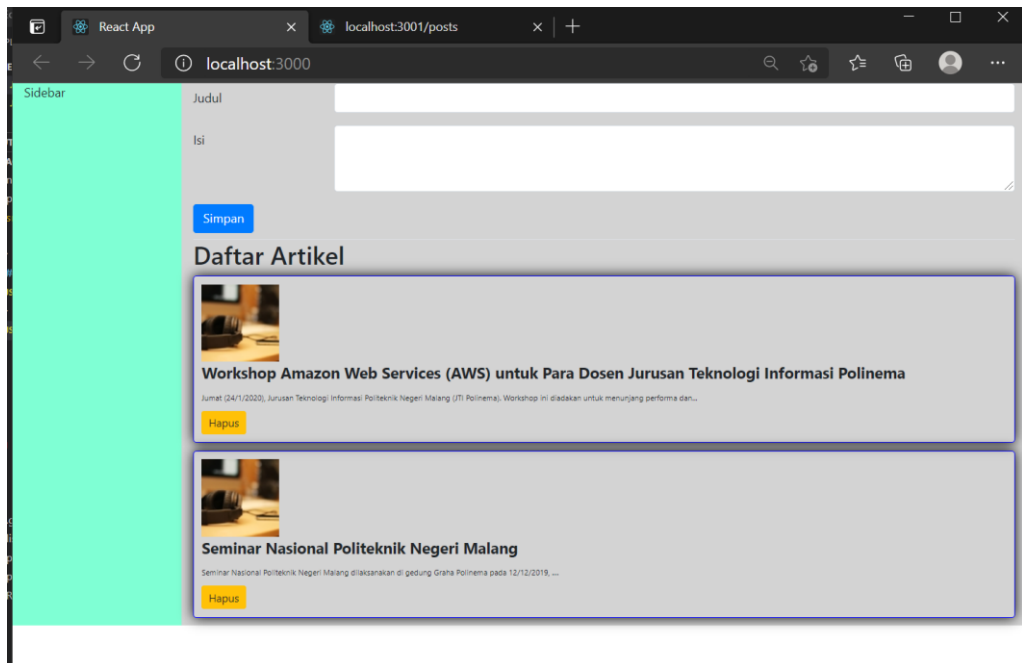 React App
localhost:3001/posts
localhost:3000
Sidebar
Judul
Isi
Simpan
Daftar Artikel
Workshop Amazon Web Services (AWS) untuk Para Dosen Jurusan Teknologi Informasi Polinema
Jumat (24/1/2020), Jurusan Teknologi Informasi Politeknik Negeri Malang (JTI Polinema). Workshop ini diadakan untuk menunjang performa dan...
Hapus
Seminar Nasional Politeknik Negeri Malang
Seminar Nasional Politeknik Negeri Malang dilaksanakan di gedung Graha Polinema pada 12/12/2019, ...
Hapus